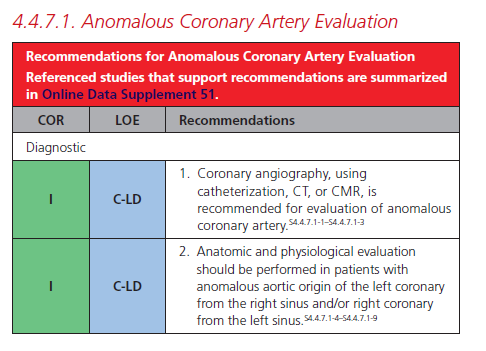 4.4.7.1. Anomalous Coronary Artery Evaluation
Recommendations for Anomalous Coronary Artery Evaluation
Referenced studies that support recommendations are summarized
in Online Data Supplement 51.
COR LOE Recommendations
Diagnostic
I C-LD 1. Coronary angiography, using
catheterization, CT, or CMR, is
recommended for evaluation of anomalous
coronary artery.S4.4.7.1-1–S4.4.7.1-3
I C-LD 2. Anatomic and physiological evaluation
should be performed in patients with
anomalous aortic origin of the left coronary
from the right sinus and/or right coronary
from the left sinus.S4.4.7.1-4–S4.4.7.1-9